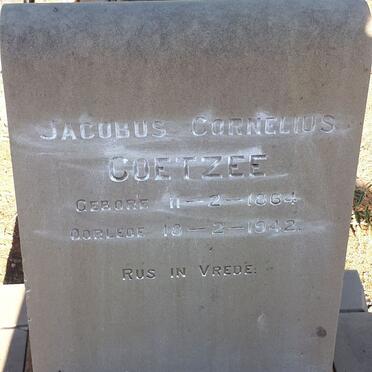 JACOBUS CORNELIUS
COETZEE
GEBORE 11-2-1864
OORLEDE 18-2-1942.
RUS IN VREDE.